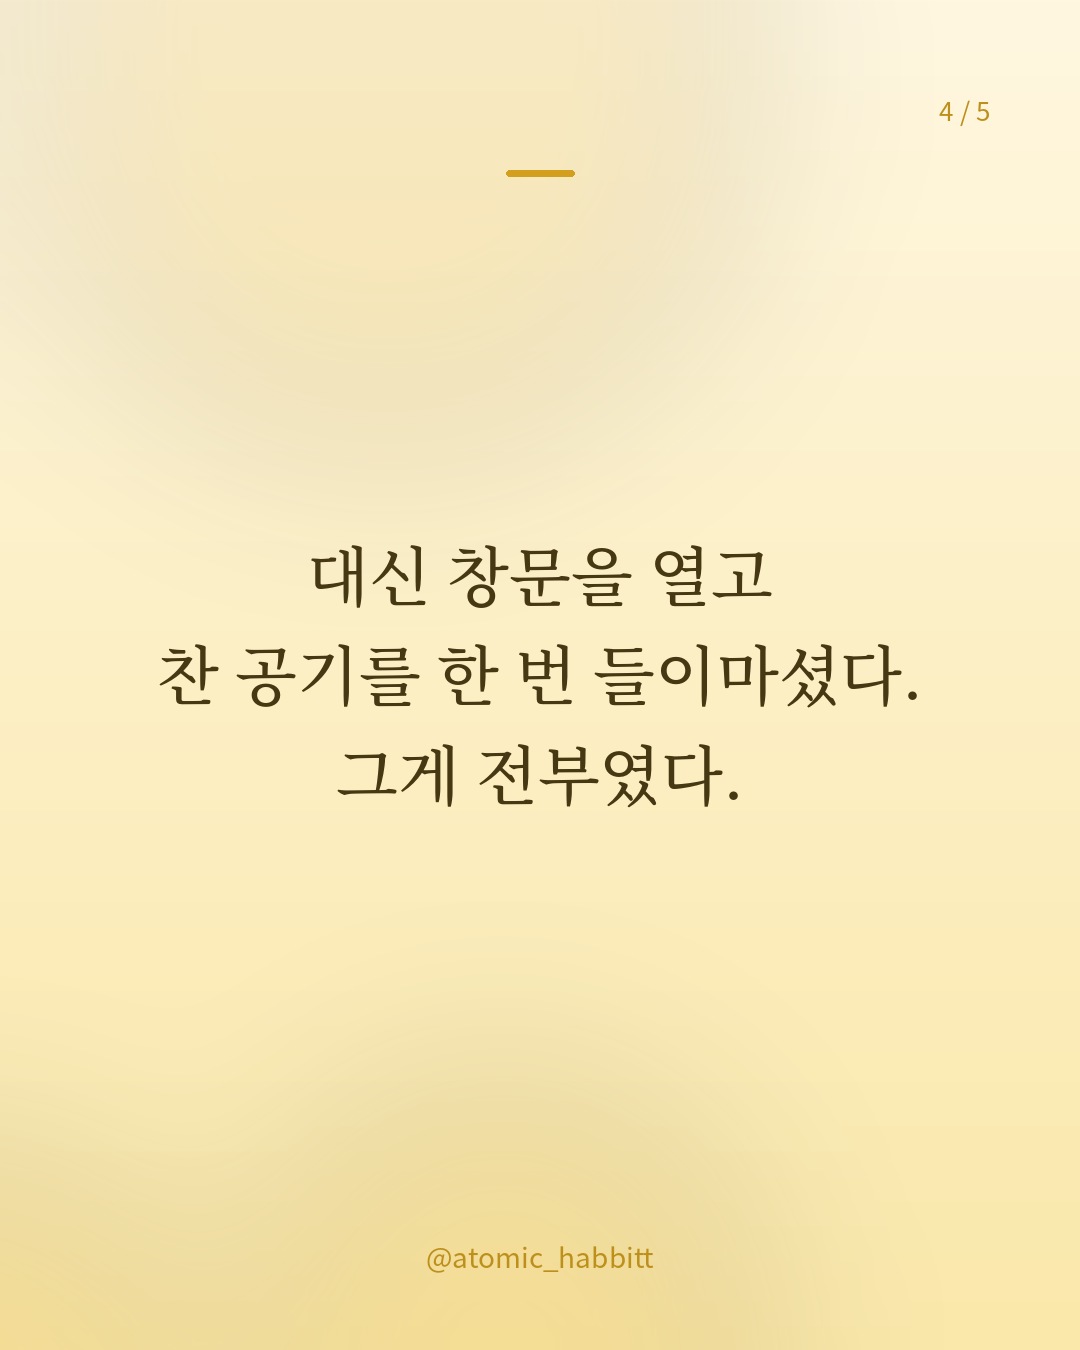 4 / 5
대신 창문을 열고
찬 공기를 한 번 들이마셨다.
그게 전부였다.
@atomic_habbitt